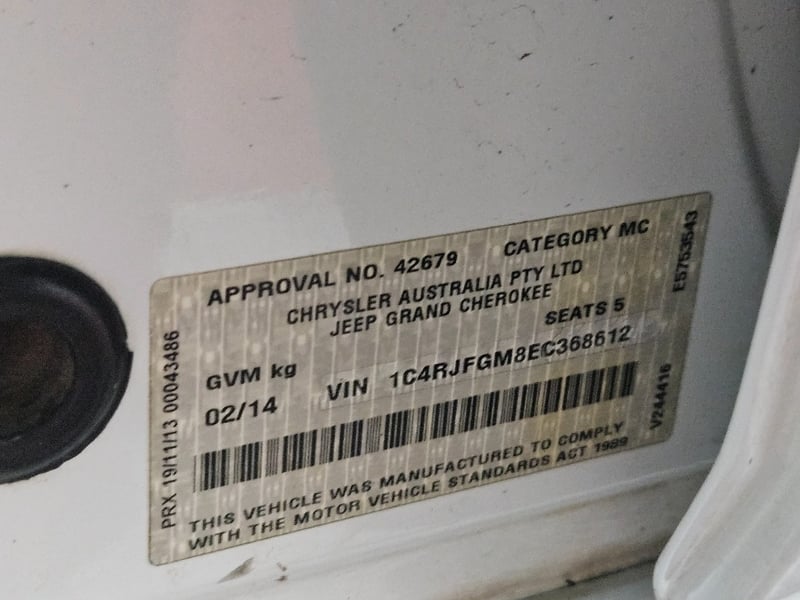 APPROVAL NO. 42679 CATEGORY MC
CHRYSLER AUSTRALIA PTY LTD
JEEP GRAND CHEROKEE
SEATS 5
GVM kg
02/14 VIN 1C4RJFGM8EC368612
THIS VEHICLE WAS MANUFACTURED TO COMPLY
WITH THE MOTOR VEHICLE STANDARDS ACT 1989
PRX 19/11/13 00043486
E5753543
V244416